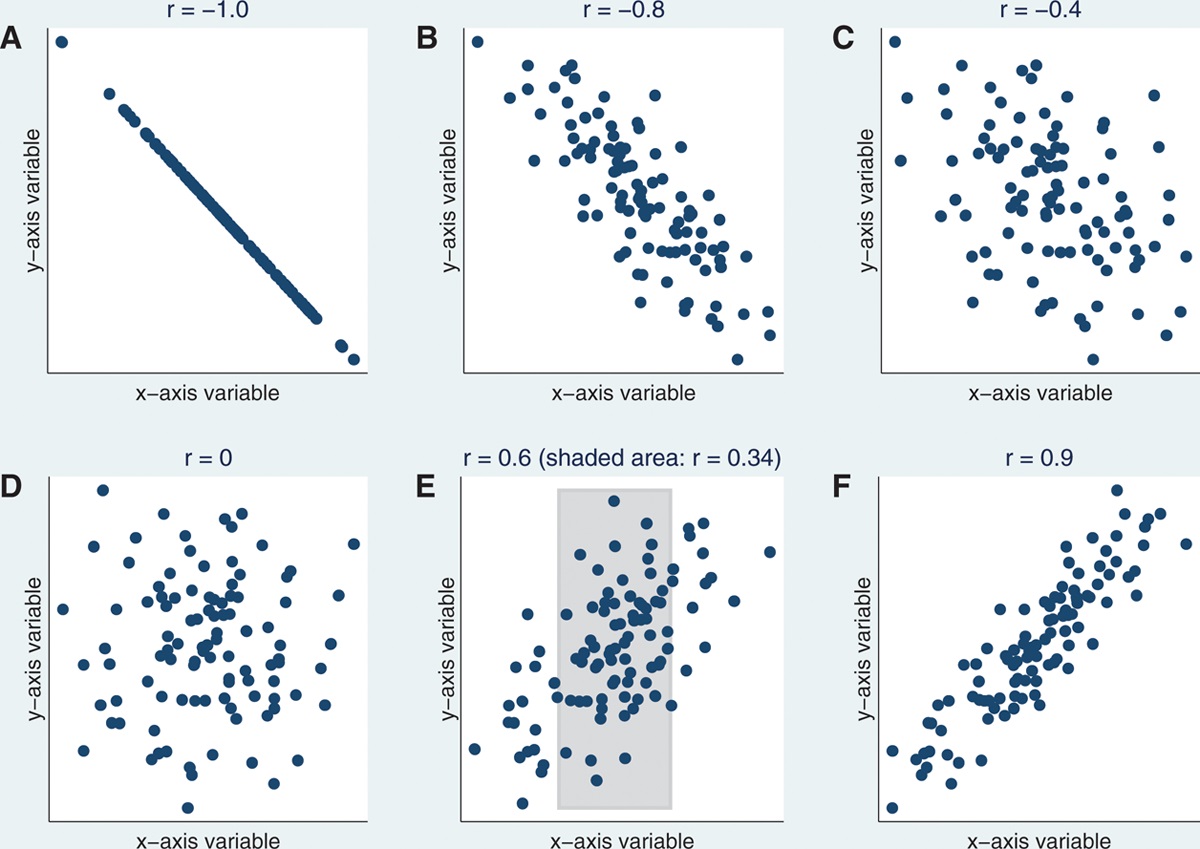 r = −1.0
r = −0.8
r = −0.4
A
B
C
y−axis variable
y−axis variable
y−axis variable
x−axis variable
x−axis variable
x−axis variable
r = 0
r = 0.6 (shaded area: r = 0.34)
r = 0.9
D
E
F
y−axis variable
y−axis variable
y−axis variable
x−axis variable
x−axis variable
x−axis variable